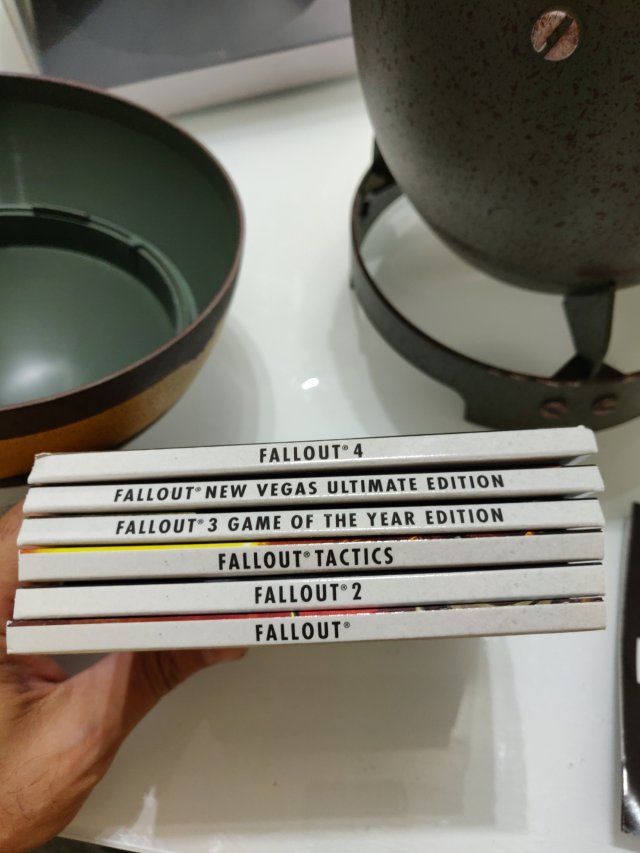 FALLOUT® 4
FALLOUT® NEW VEGAS ULTIMATE EDITION
FALLOUT® 3 GAME OF THE YEAR EDITION
FALLOUT® TACTICS
FALLOUT® 2
FALLOUT®